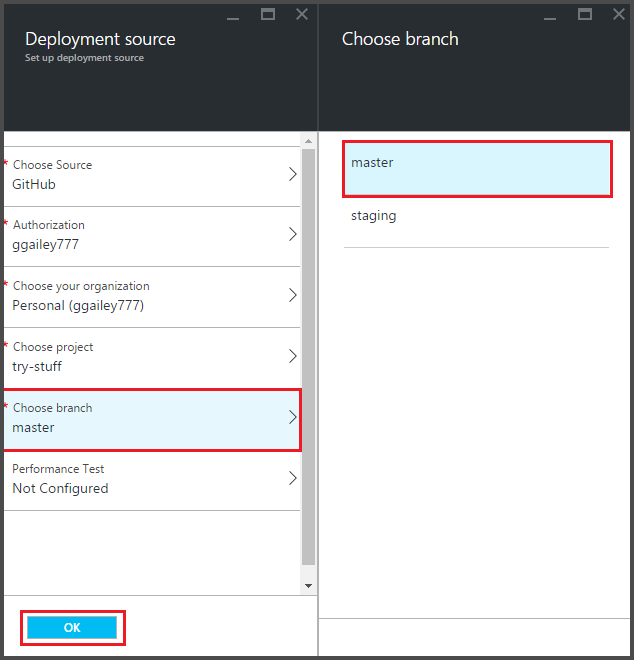 Deployment source
Set up deployment source
* Choose Source
GitHub
* Authorization
ggailey777
* Choose your organization
Personal (ggailey777)
* Choose project
try-stuff
* Choose branch
master
Performance Test
Not Configured
OK
Choose branch
master
staging